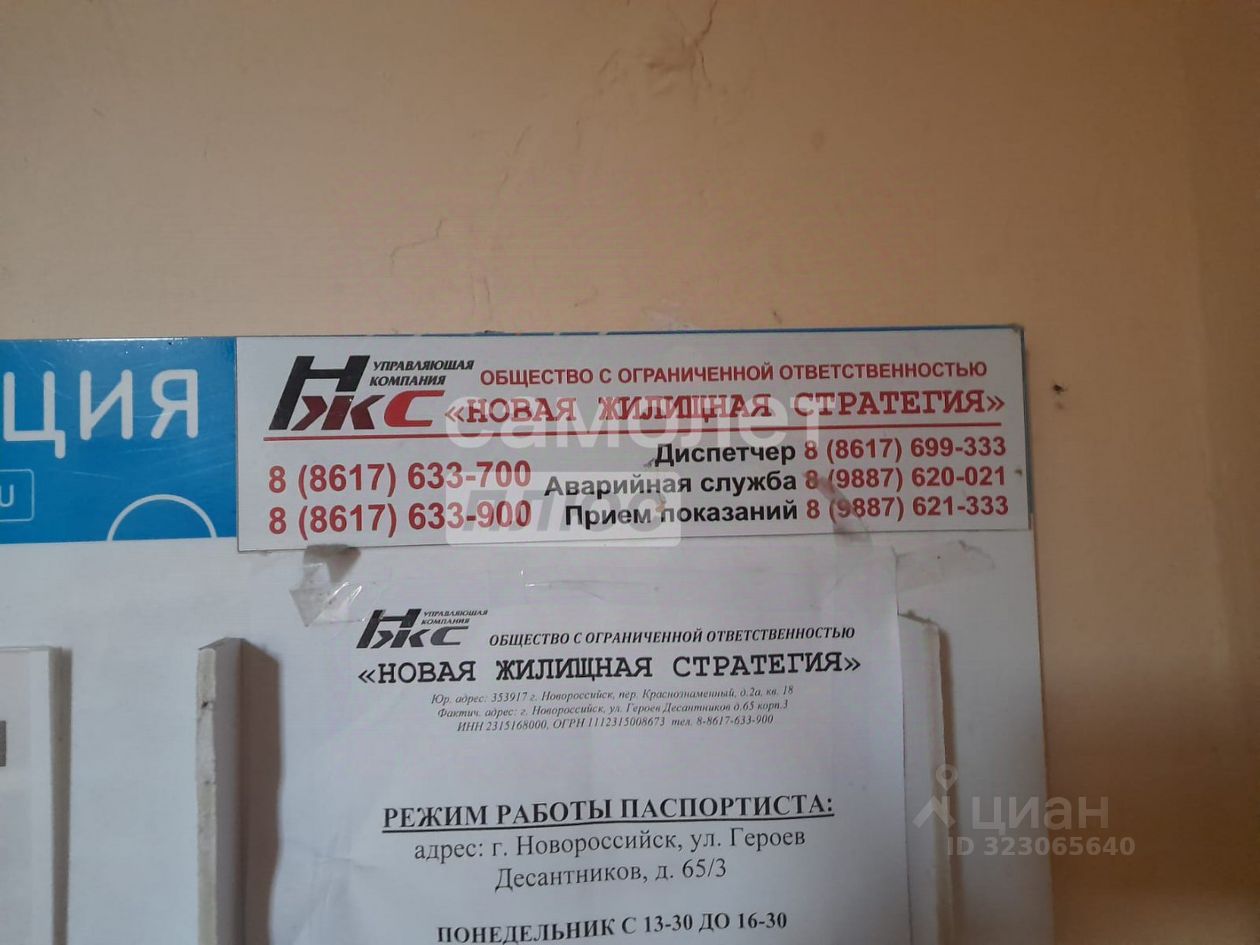 ЦИЯ
U
НЖКС УПРАВЛЯЮЩАЯ
КОМПАНИЯ
ОБЩЕСТВО С ОГРАНИЧЕННОЙ ОТВЕТСТВЕННОСТЬЮ
«НОВАЯ ЖИЛИЩНАЯ СТРАТЕГИЯ»
8 (8617) 633-700
8 (8617) 633-900
Диспетчер 8 (8617) 699-333
Аварийная служба 8 (9887) 620-021
Прием показаний 8 (9887) 621-333
самолет
плюс
НЖКС УПРАВЛЯЮЩАЯ
КОМПАНИЯ
ОБЩЕСТВО С ОГРАНИЧЕННОЙ ОТВЕТСТВЕННОСТЬЮ
«НОВАЯ ЖИЛИЩНАЯ СТРАТЕГИЯ»
Юр. адрес: 353917 г. Новороссийск, пер. Краснознаменный, д.2а, кв. 18
Фактич. адрес: г. Новороссийск, ул. Героев Десантников д.65 корп.3
ИНН 2315168000, ОГРН 1112315008673 тел. 8-8617-633-900
РЕЖИМ РАБОТЫ ПАСПОРТИСТА:
адрес: г. Новороссийск, ул. Героев
Десантников, д. 65/3
ПОНЕДЕЛЬНИК С 13-30 ДО 16-30
циан
ID 323065640